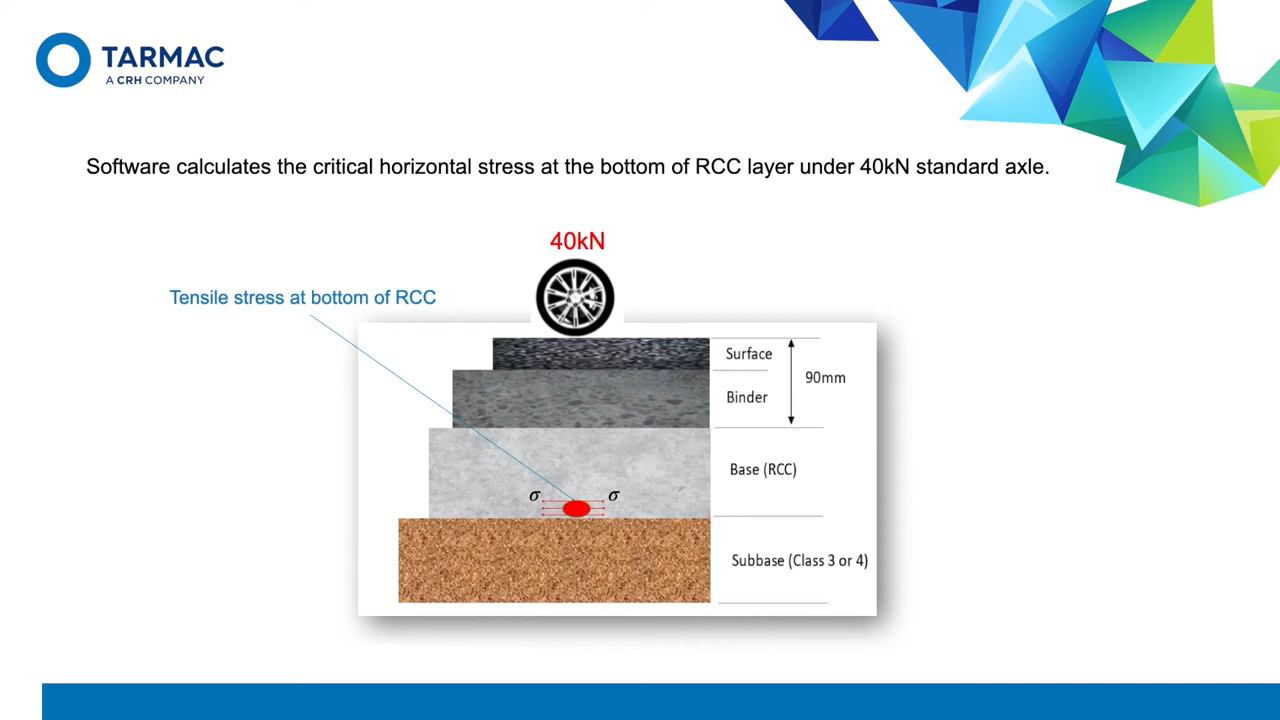 TARMAC
A CRH COMPANY
Software calculates the critical horizontal stress at the bottom of RCC layer under 40kN standard axle.
40kN
Tensile stress at bottom of RCC
Surface
90mm
Binder
Base (RCC)
σ σ
Subbase (Class 3 or 4)